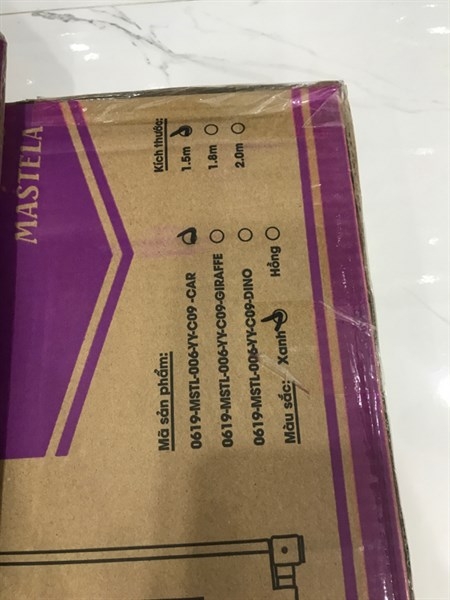 MASTELA
Mã sản phẩm:
0619-MSTL-006-YY-C09 -CAR
0619-MSTL-006-YY-C09-GIRAFFE
0619-MSTL-006-YY-C09-DINO
Màu sắc: Xanh Hồng
Kích thước:
1.5m
1.8m
2.0m